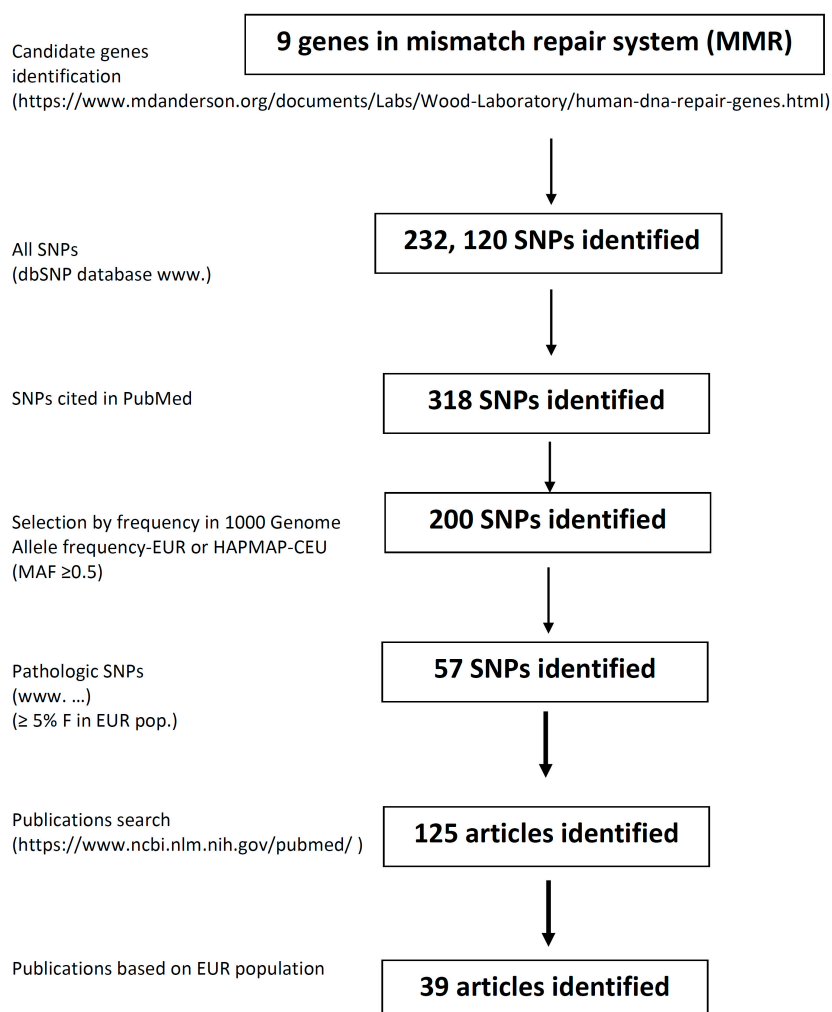 9 genes in mismatch repair system (MMR)
Candidate genes
identification
(https://www.mdanderson.org/documents/Labs/Wood-Laboratory/human-dna-repair-genes.html)
232, 120 SNPs identified
All SNPs
(dbSNP database www.)
318 SNPs identified
SNPs cited in PubMed
200 SNPs identified
Selection by frequency in 1000 Genome
Allele frequency-EUR or HAPMAP-CEU
(MAF ≥0.5)
57 SNPs identified
Pathologic SNPs
(www. ...)
(≥ 5% F in EUR pop.)
Publications search
125 articles identified
(https://www.ncbi.nlm.nih.gov/pubmed/ )
Publications based on EUR population
39 articles identified